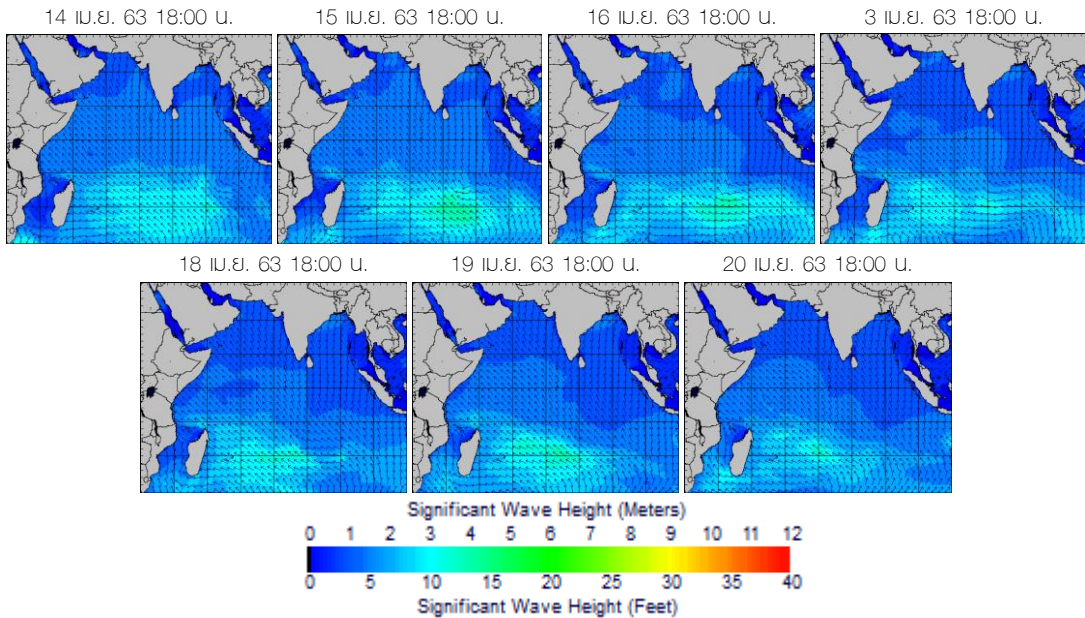 14 เม.ย. 63 18:00 น.
15 เม.ย. 63 18:00 น.
16 เม.ย. 63 18:00 น.
3 เม.ย. 63 18:00 น.
18 เม.ย. 63 18:00 น.
19 เม.ย. 63 18:00 น.
20 เม.ย. 63 18:00 น.
Significant Wave Height (Meters)
0 1 2 3 4 5 6 7 8 9 10 11 12
0 5 10 15 20 25 30 35 40
Significant Wave Height (Feet)